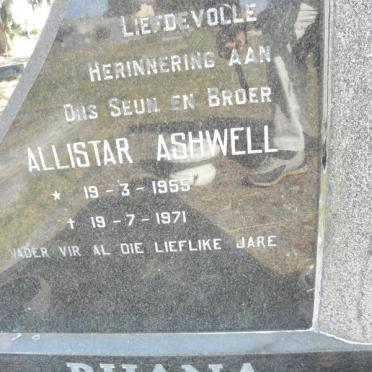 LIEFDEVOLLE
HERINNERING AAN
ONS SEUN EN BROER
ALLISTAR ASHWELL
* 19-3-1955
† 19-7-1971
VADER VIR AL DIE LIEFLIKE JARE